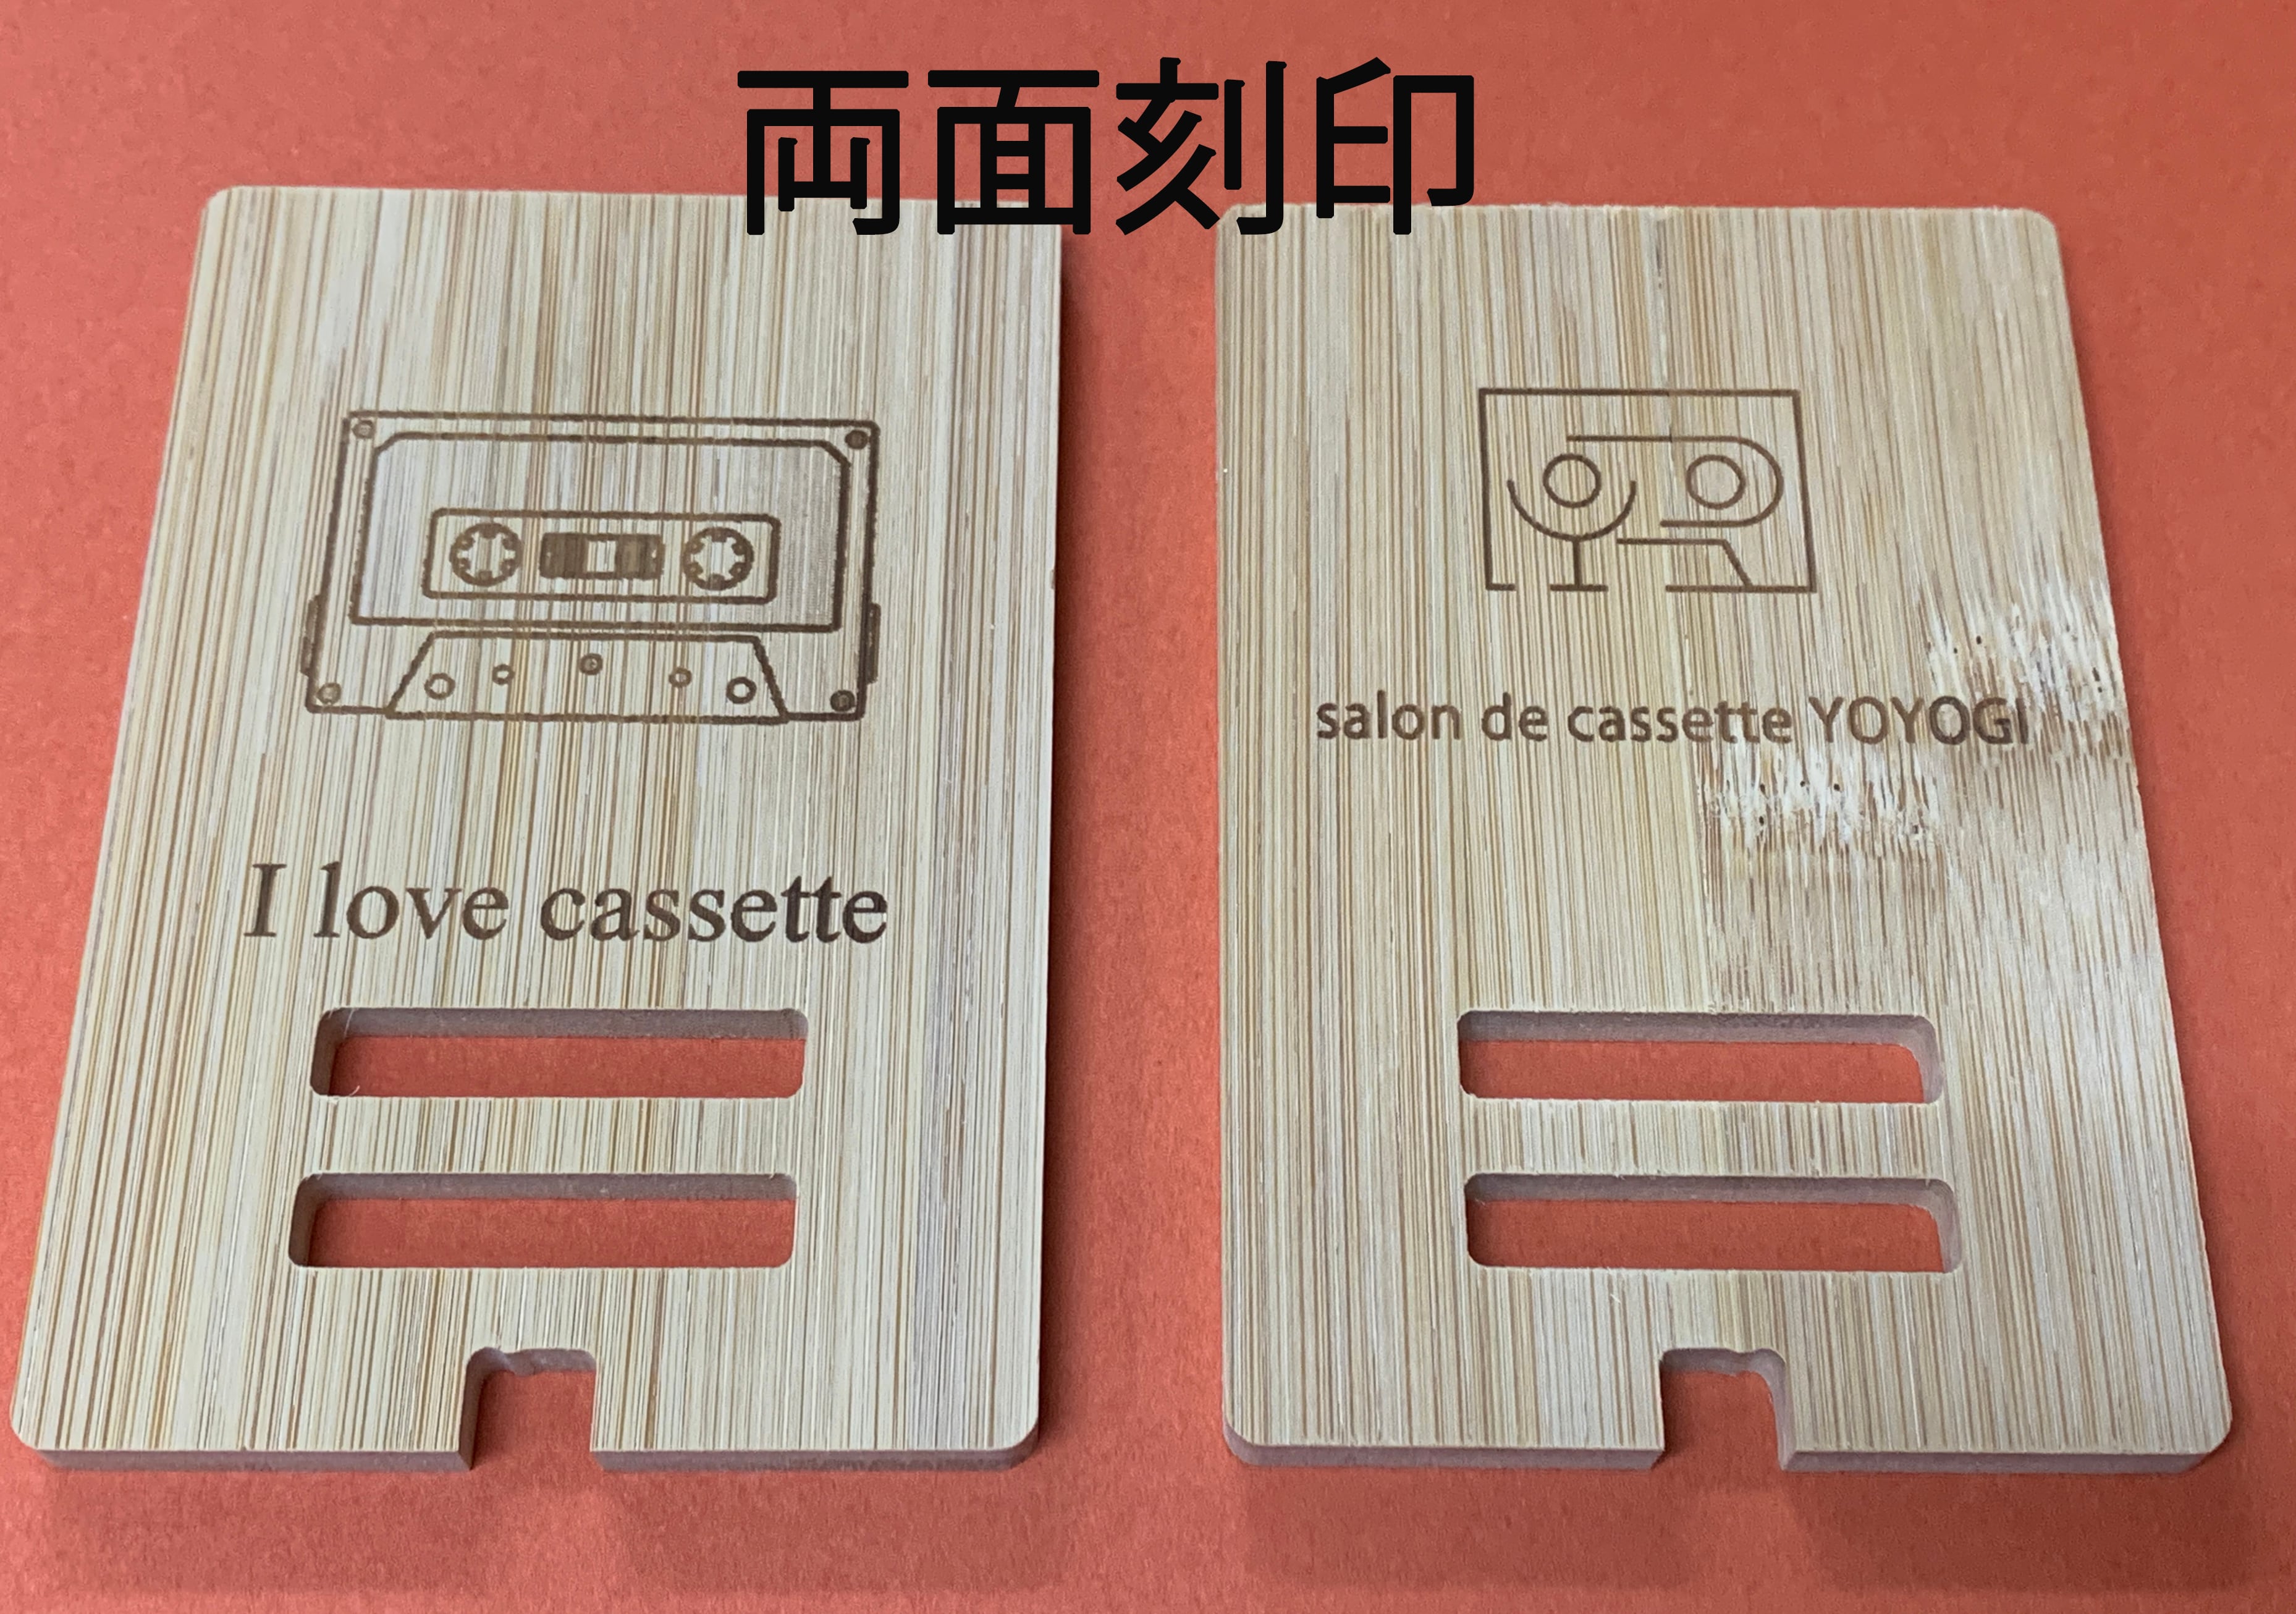 両面刻印
I love cassette
salon de cassette YOYOGI